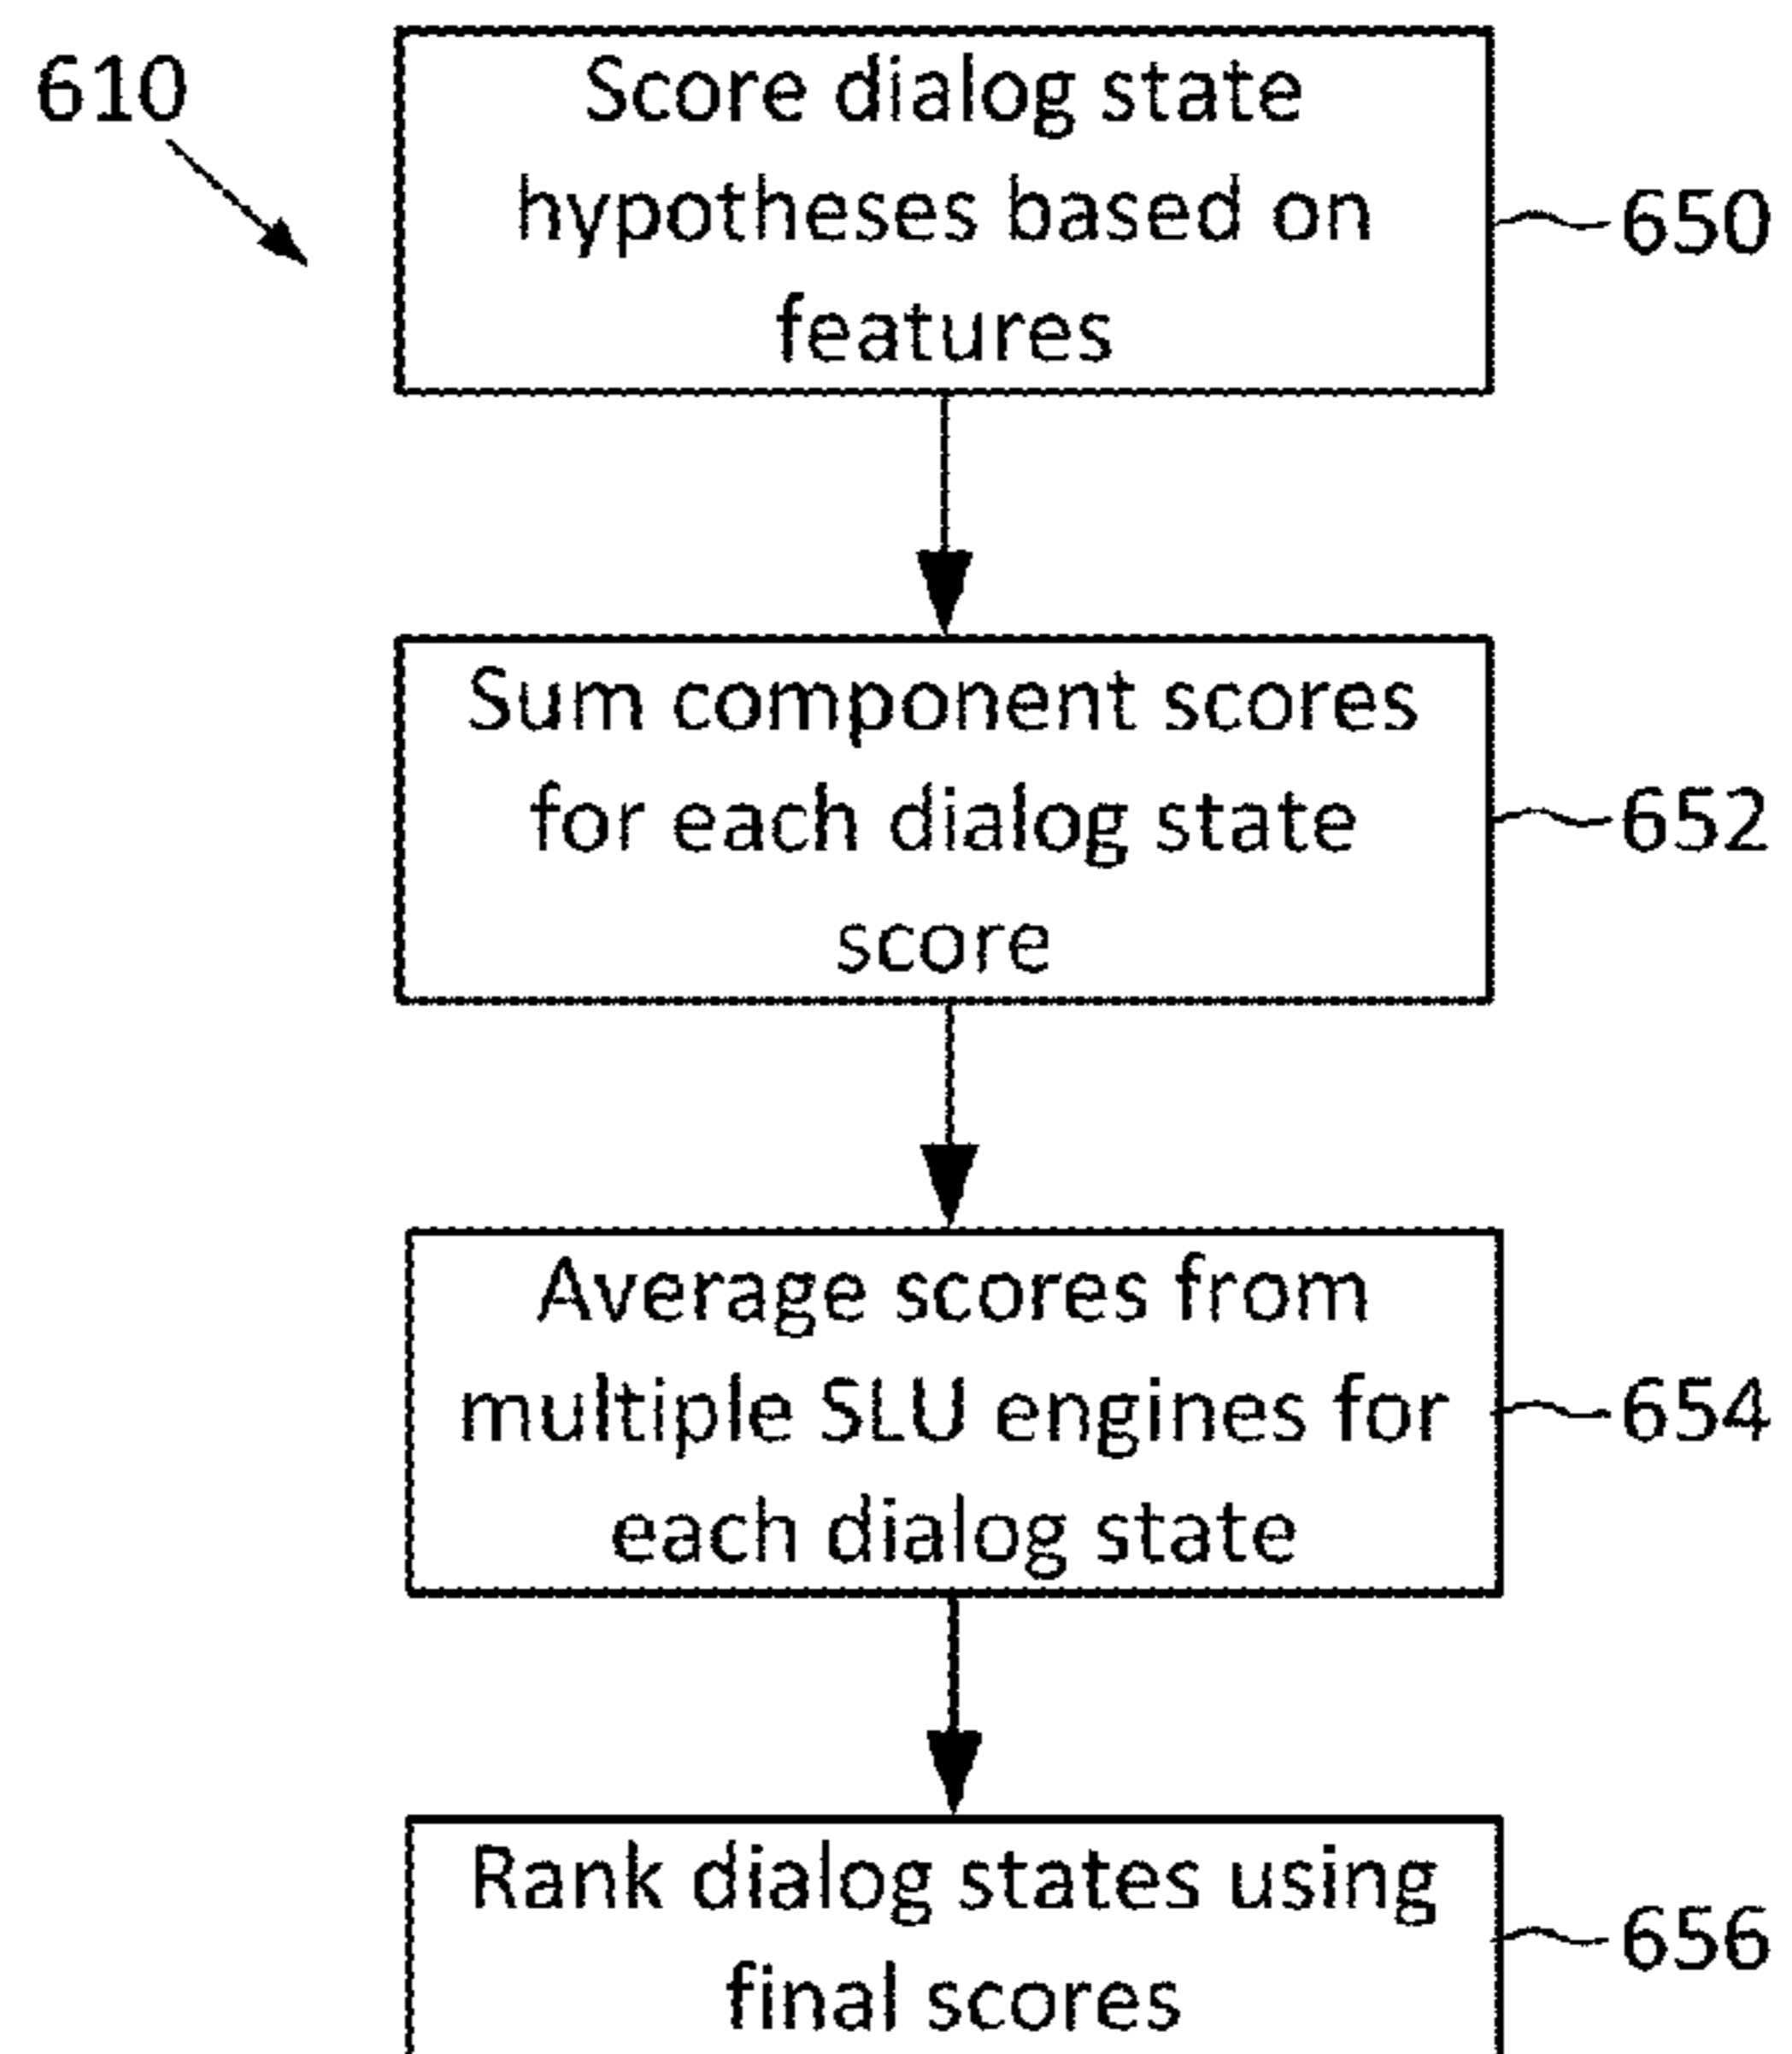 610
Score dialog state
hypotheses based on
features
650
Sum component scores
for each dialog state
score
652
Average scores from
multiple SLU engines for
each dialog state
654
Rank dialog states using
final scores
656